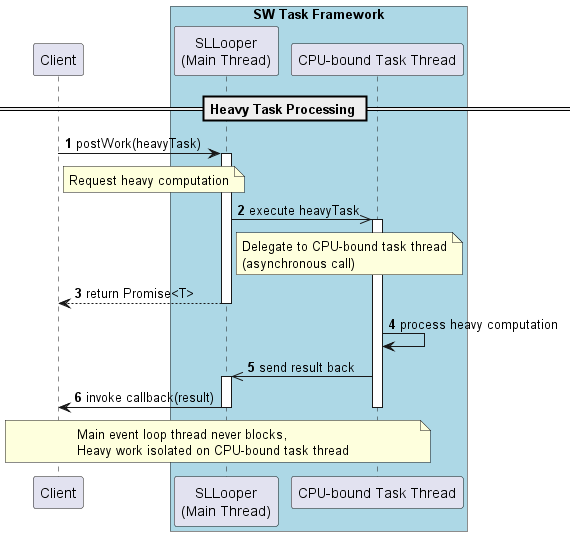 SW Task Framework
Client
SLLooper
(Main Thread)
CPU-bound Task Thread
Heavy Task Processing
1 postWork(heavyTask)
Request heavy computation
2 execute heavyTask
Delegate to CPU-bound task thread
(asynchronous call)
3 return Promise<T>
4 process heavy computation
5 send result back
6 invoke callback(result)
Main event loop thread never blocks,
Heavy work isolated on CPU-bound task thread
Client
SLLooper
(Main Thread)
CPU-bound Task Thread